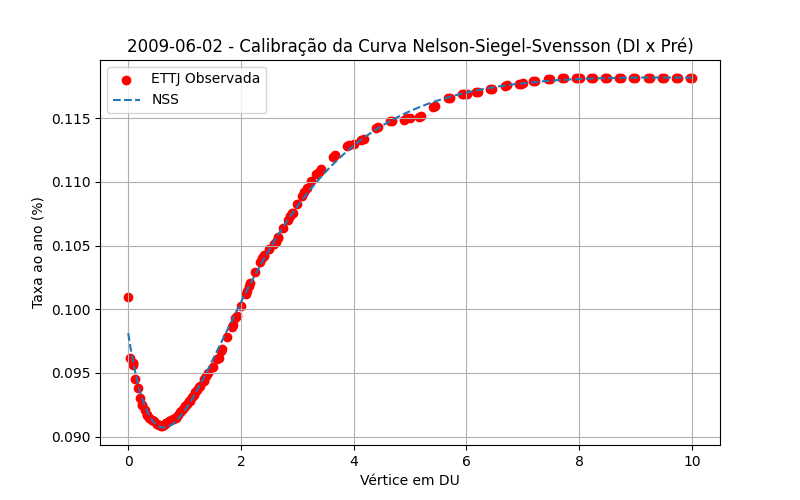 2009-06-02 - Calibração da Curva Nelson-Siegel-Svensson (DI x Pré)
ETTJ Observada
NSS
Taxa ao ano (%)
0.115
0.110
0.105
0.100
0.095
0.090
0 2 4 6 8 10
Vértice em DU